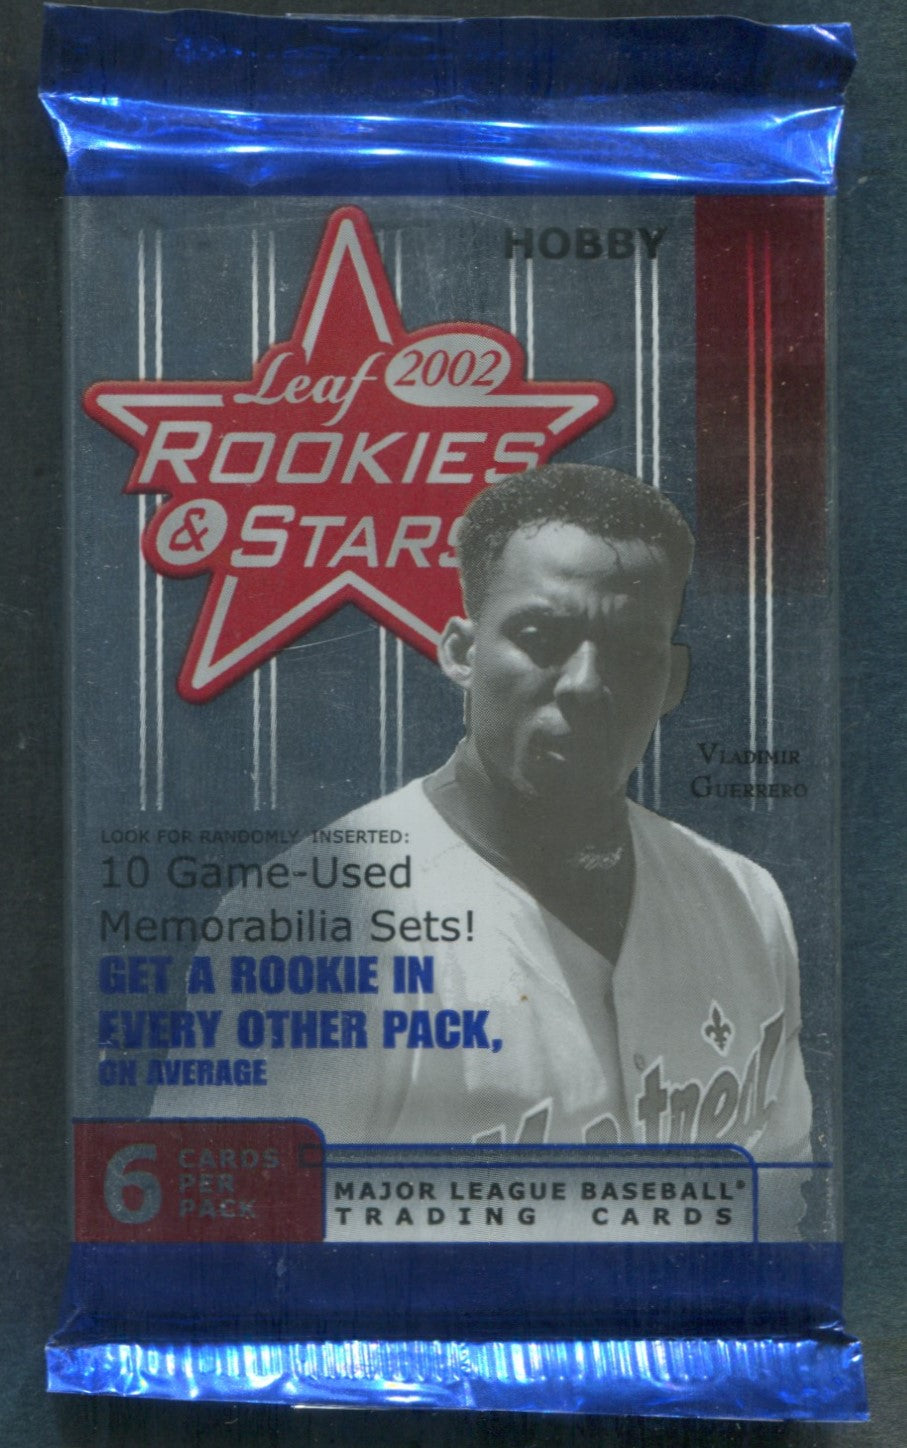 HOBBY
Leaf 2002
ROOKIES
& STARS
VLADIMIR
GUERRERO
LOOK FOR RANDOMLY INSERTED:
10 Game-Used
Memorabilia Sets!
GET A ROOKIE IN
EVERY OTHER PACK,
ON AVERAGE
Montreal
6 CARDS
PER
PACK
MAJOR LEAGUE BASEBALL®
TRADING CARDS